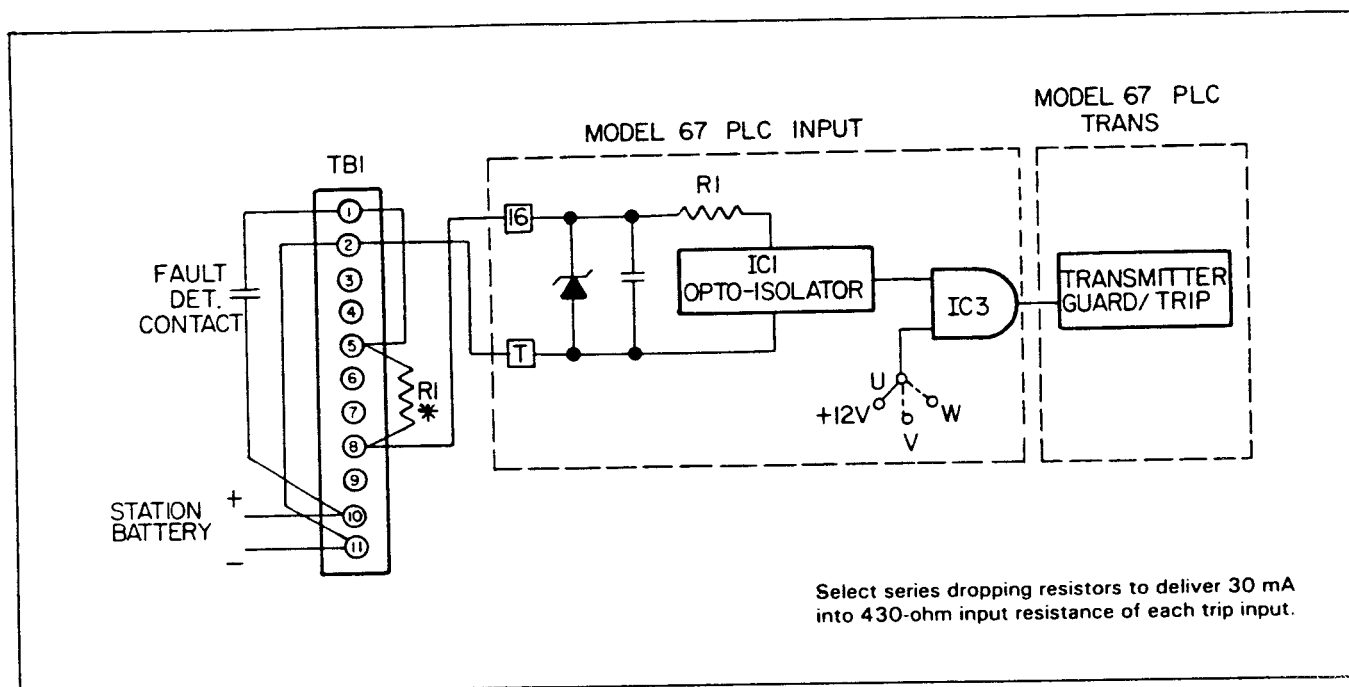 MODEL 67 PLC
TRANS
MODEL 67 PLC INPUT
TB1
1
2
3
4
5
6
7
8
9
10
11
FAULT
DET.
CONTACT
R1
*
STATION
BATTERY
+
−
16
T
R1
IC1
OPTO-ISOLATOR
IC3
U
+12V
V
W
TRANSMITTER
GUARD/TRIP
Select series dropping resistors to deliver 30 mA
into 430-ohm input resistance of each trip input.